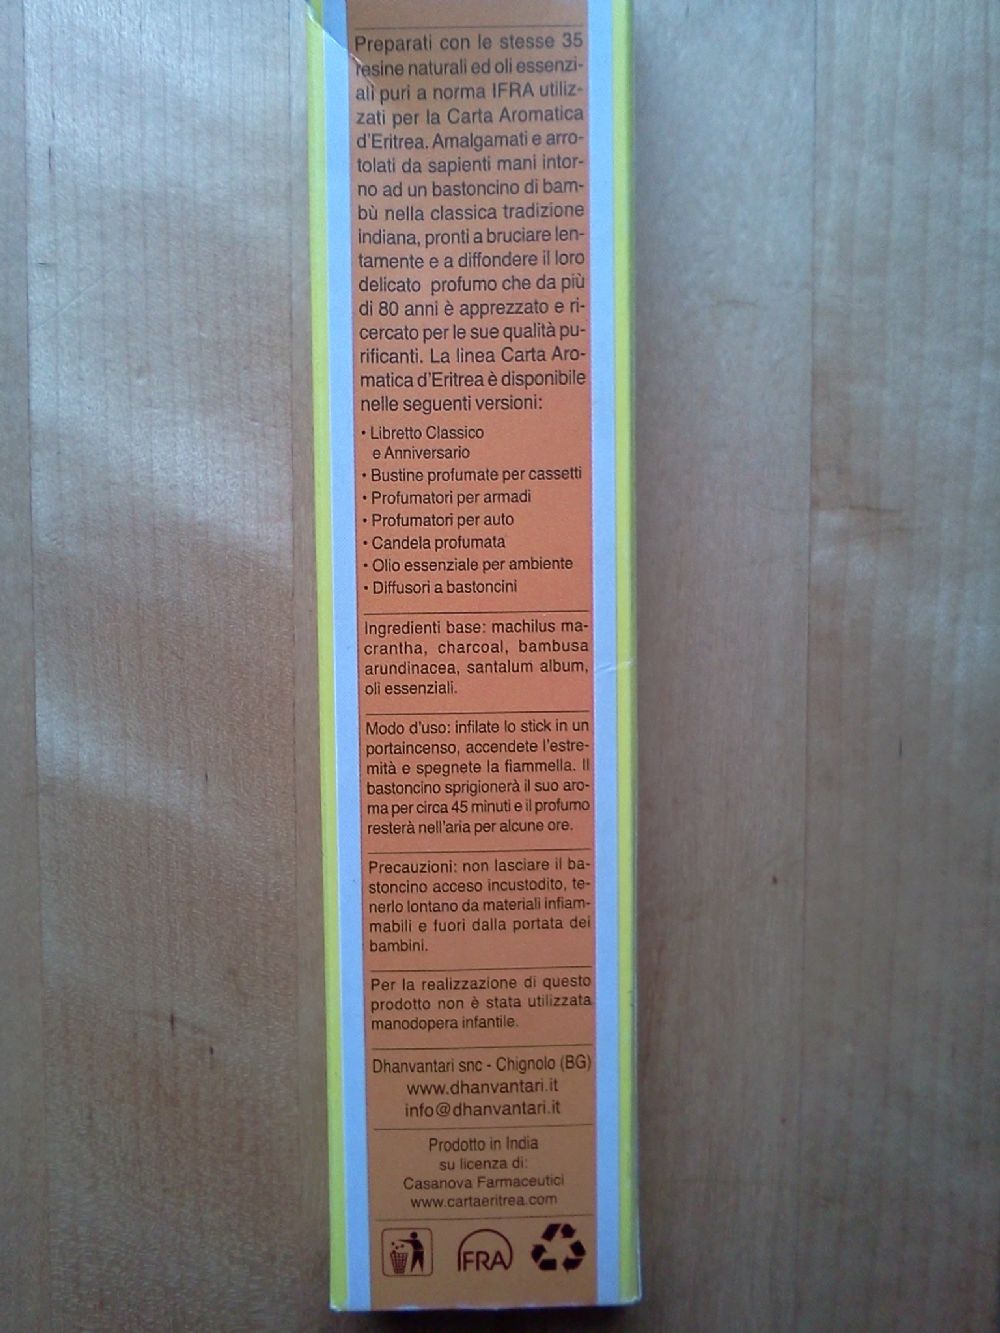 Preparati con le stesse 35
resine naturali ed oli essenzi-
ali puri a norma IFRA utiliz-
zati per la Carta Aromatica
d'Eritrea. Amalgamati e arro-
tolati da sapienti mani intor-
no ad un bastoncino di bam-
bù nella classica tradizione
indiana, pronti a bruciare len-
tamente e a diffondere il loro
delicato profumo che da più
di 80 anni è apprezzato e ri-
cercato per le sue qualità pu-
rificanti. La linea Carta Aro-
matica d'Eritrea è disponibile
nelle seguenti versioni:
• Libretto Classico
e Anniversario
• Bustine profumate per cassetti
• Profumatori per armadi
• Profumatori per auto
• Candela profumata
• Olio essenziale per ambiente
• Diffusori a bastoncini
Ingredienti base: machilus ma-
crantha, charcoal, bambusa
arundinacea, santalum album,
oli essenziali.
Modo d'uso: infilate lo stick in un
portaincenso, accendete l'estre-
mità e spegnete la fiammella. Il
bastoncino sprigionerà il suo aro-
ma per circa 45 minuti e il profumo
resterà nell'aria per alcune ore.
Precauzioni: non lasciare il ba-
stoncino acceso incustodito, te-
nerlo lontano da materiali infiam-
mabili e fuori dalla portata dei
bambini.
Per la realizzazione di questo
prodotto non è stata utilizzata
manodopera infantile.
Dhanvantari snc - Chignolo (BG)
www.dhanvantari.it
info@dhanvantari.it
Prodotto in India
su licenza di:
Casanova Farmaceutici
www.cartaeritrea.com
IFRA